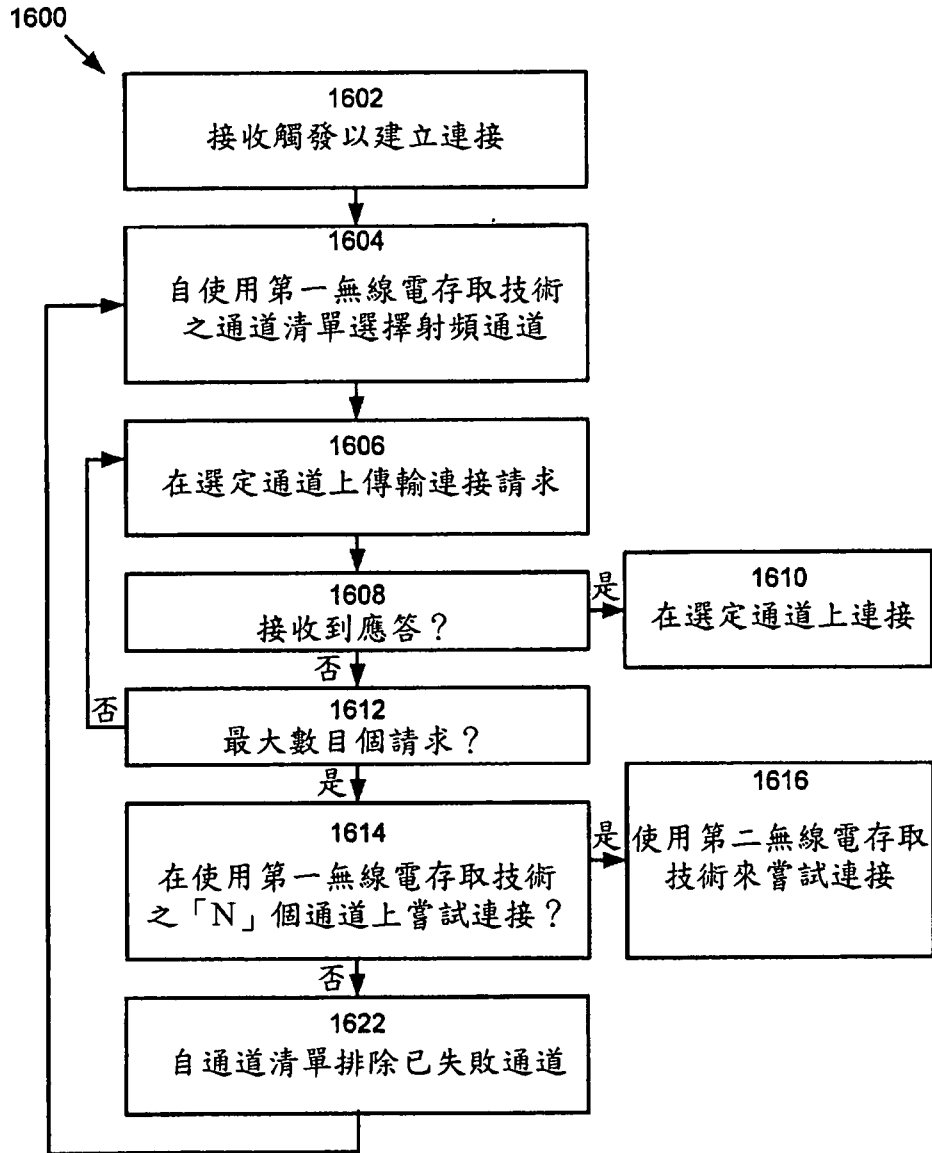 1600
1602
接收觸發以建立連接
1604
自使用第一無線電存取技術
之通道清單選擇射頻通道
1606
在選定通道上傳輸連接請求
1608
接收到應答？
是
1610
在選定通道上連接
否
否
1612
最大數目個請求？
是
1614
在使用第一無線電存取技術
之「N」個通道上嘗試連接？
是
1616
使用第二無線電存取
技術來嘗試連接
否
1622
自通道清單排除已失敗通道